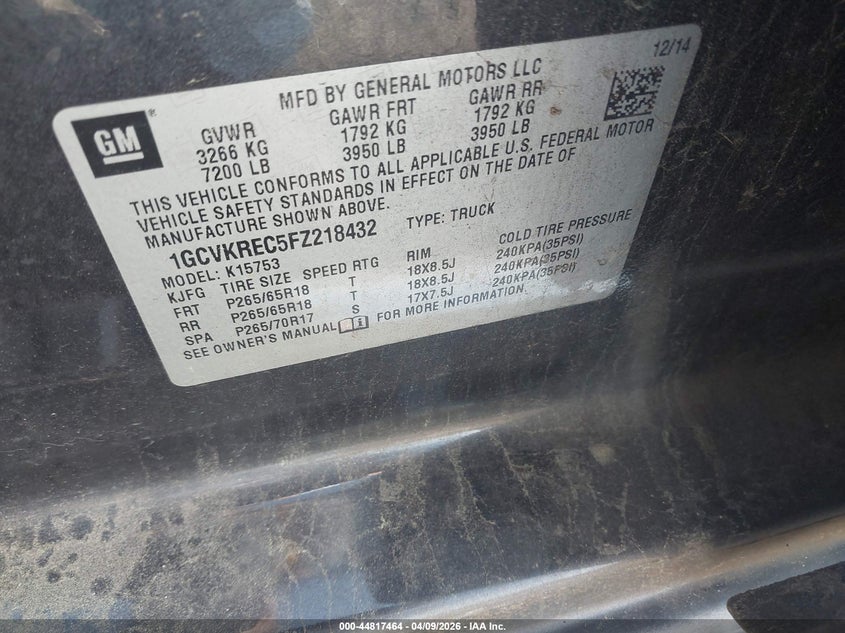 12/14
MFD BY GENERAL MOTORS LLC
GM®
GVWR GAWR FRT GAWR RR
3266 KG 1792 KG 1792 KG
7200 LB 3950 LB 3950 LB
THIS VEHICLE CONFORMS TO ALL APPLICABLE U.S. FEDERAL MOTOR
VEHICLE SAFETY STANDARDS IN EFFECT ON THE DATE OF
MANUFACTURE SHOWN ABOVE.
1GCVKREC5FZ218432 TYPE: TRUCK
MODEL: K15753
KJFG TIRE SIZE SPEED RTG RIM COLD TIRE PRESSURE
FRT P265/65R18 T 18X8.5J 240KPA(35PSI)
RR P265/65R18 T 18X8.5J 240KPA(35PSI)
SPA P265/70R17 S 17X7.5J 240KPA(35PSI)
SEE OWNER'S MANUAL FOR MORE INFORMATION.
000-44817464 04/09/2026 IAA Inc.